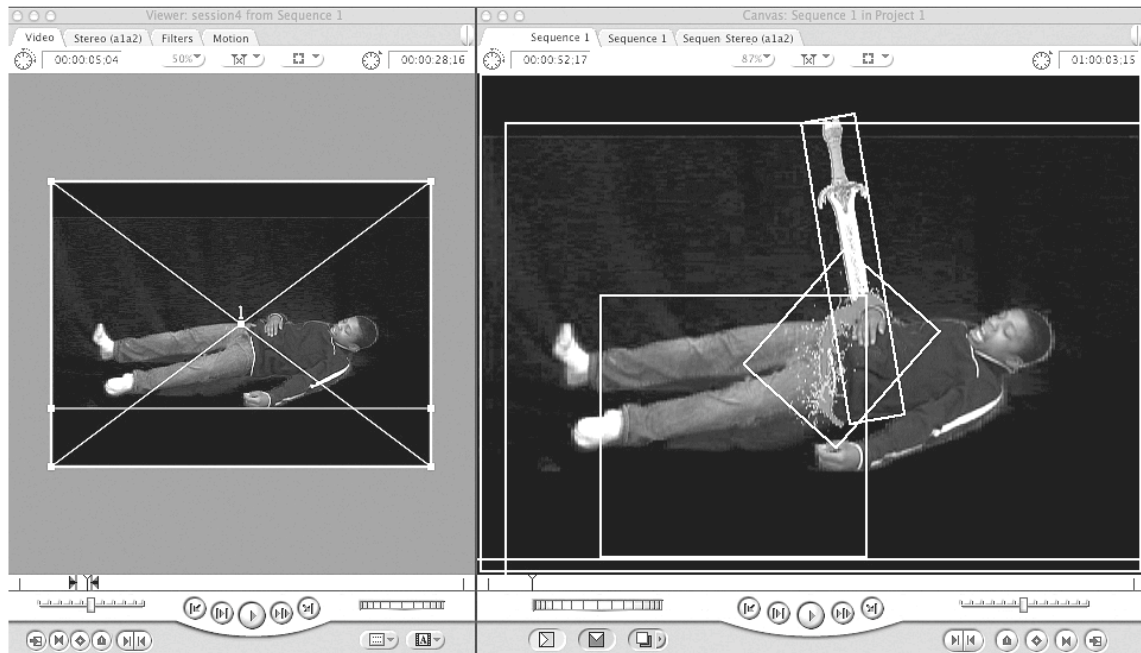 Viewer: session4 from Sequence 1
Video
Stereo (a1a2)
Filters
Motion
00:00:05;04
50%
00:00:28;16
1
Canvas: Sequence 1 in Project 1
Sequence 1
Sequence 1
Sequen
Stereo (a1a2)
00:00:52;17
87%
01:00:03;15
A